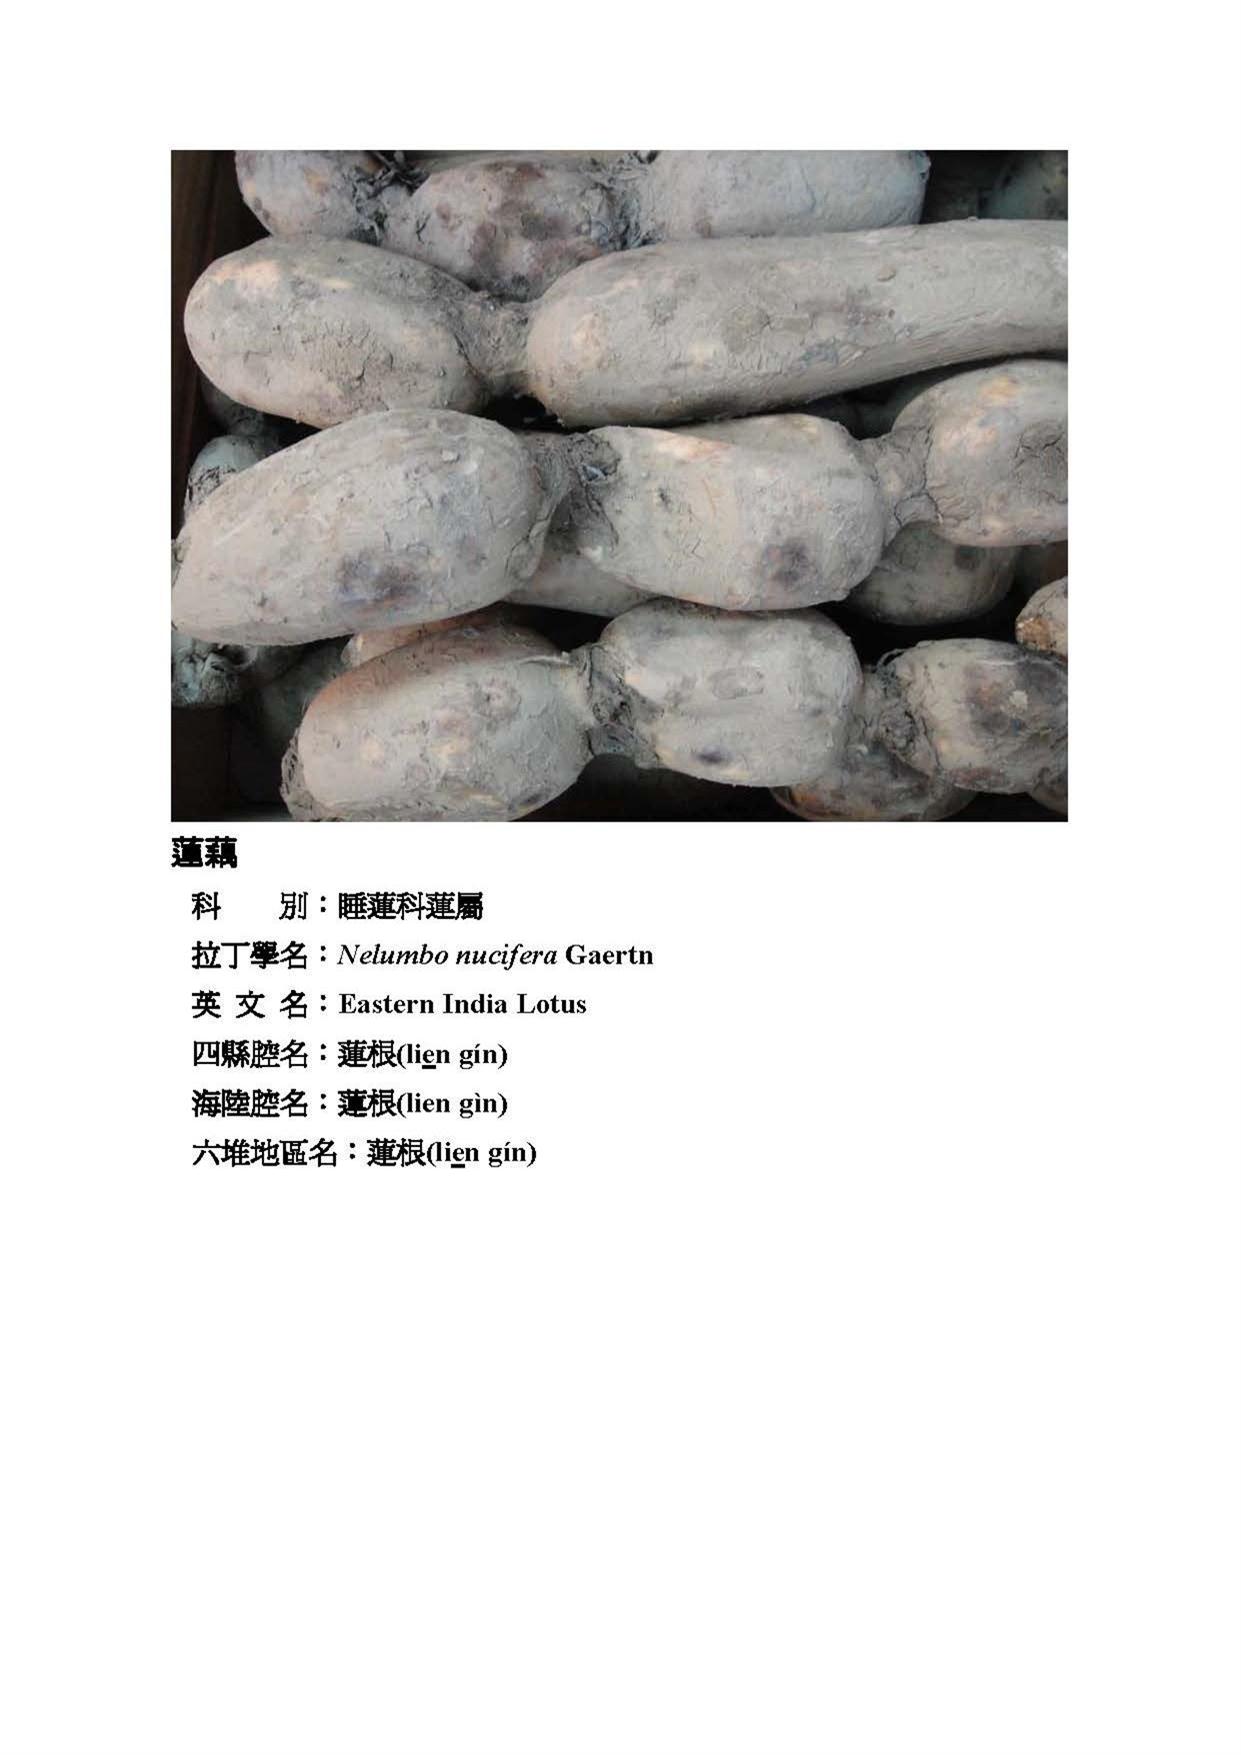 蓮藕
科　　別：睡蓮科蓮屬
拉丁學名：Nelumbo nucifera Gaertn
英 文 名：Eastern India Lotus
四縣腔名：蓮根(lien gín)
海陸腔名：蓮根(lien gìn)
六堆地區名：蓮根(lien gín)